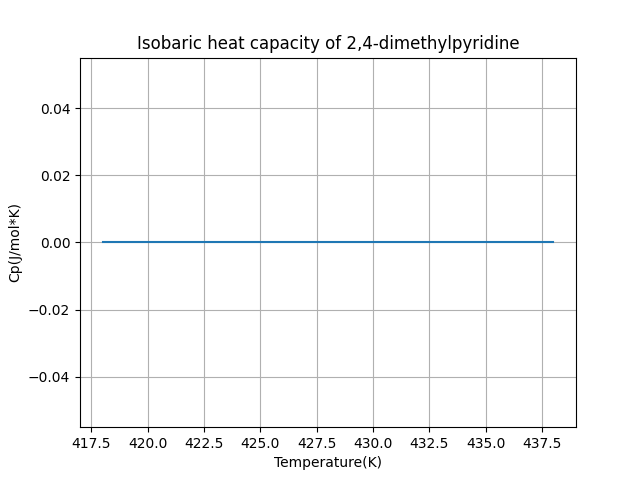 Isobaric heat capacity of 2,4-dimethylpyridine
Cp(J/mol*K)
0.04
0.02
0.00
−0.02
−0.04
417.5 420.0 422.5 425.0 427.5 430.0 432.5 435.0 437.5
Temperature(K)